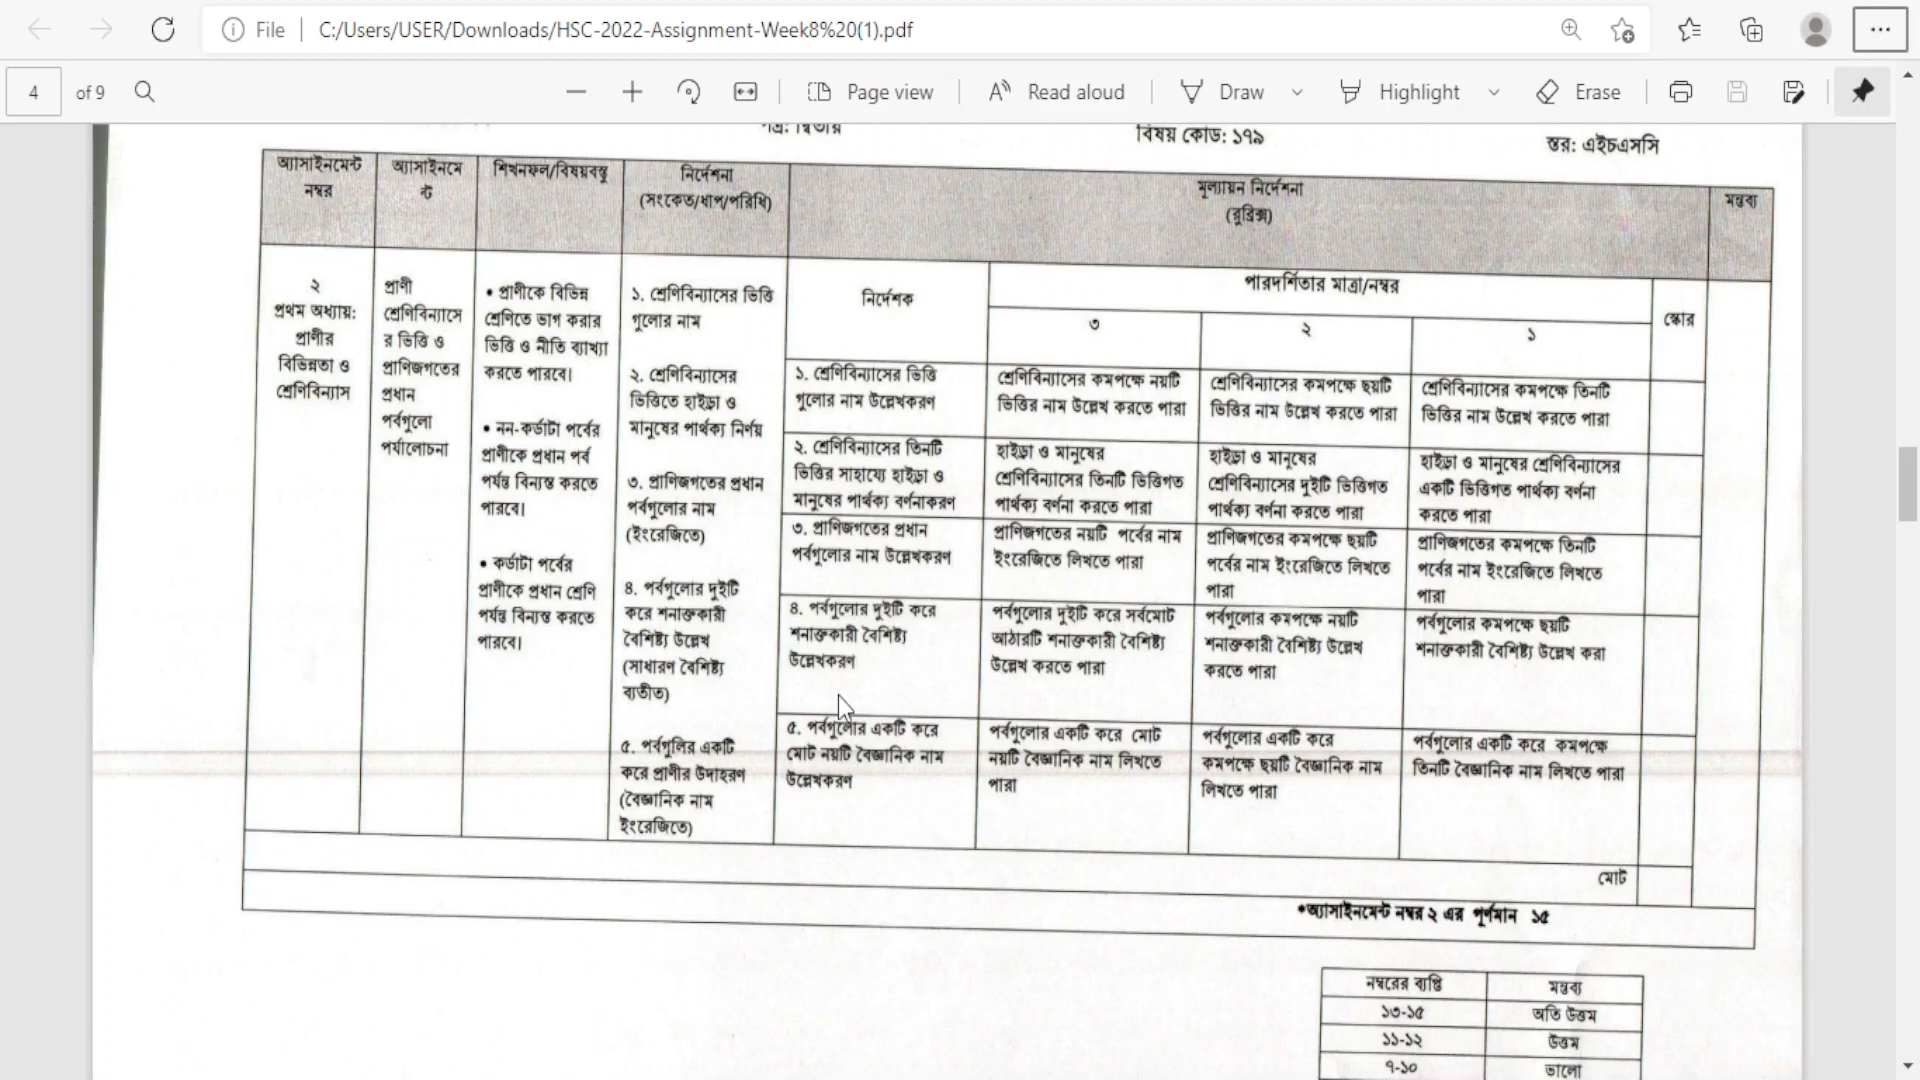 File
C:/Users/USER/Downloads/HSC-2022-Assignment-Week8%20(1).pdf
4 of 9
Page view
Read aloud
Draw
Highlight
Erase
বিষয় কোড: ১৭৯
স্তর: এইচএসসি
অ্যাসাইনমেন্ট
নম্বর
অ্যাসাইনমে
ন্ট
শিখনফল/বিষয়বস্তু
নির্দেশনা
(সংকেত/ধাপ/পরিধি)
মূল্যায়ন নির্দেশনা
(রুব্রিক্স)
মন্তব্য
২
প্রথম অধ্যায়:
প্রাণীর
বিভিন্নতা ও
শ্রেণিবিন্যাস
প্রাণী
শ্রেণিবিন্যাসে
র ভিত্তি ও
প্রাণিজগতের
প্রধান
পর্বগুলো
পর্যালোচনা
• প্রাণীকে বিভিন্ন
শ্রেণিতে ভাগ করার
ভিত্তি ও নীতি ব্যাখ্যা
করতে পারবে।
• নন-কর্ডাটা পর্বের
প্রাণীকে প্রধান পর্ব
পর্যন্ত বিন্যস্ত করতে
পারবে।
• কর্ডাটা পর্বের
প্রাণীকে প্রধান শ্রেণি
পর্যন্ত বিন্যস্ত করতে
পারবে।
১. শ্রেণিবিন্যাসের ভিত্তি
গুলোর নাম
২. শ্রেণিবিন্যাসের
ভিত্তিতে হাইড্রা ও
মানুষের পার্থক্য নির্ণয়
৩. প্রাণিজগতের প্রধান
পর্বগুলোর নাম
(ইংরেজিতে)
৪. পর্বগুলোর দুইটি
করে শনাক্তকারী
বৈশিষ্ট্য উল্লেখ
(সাধারণ বৈশিষ্ট্য
ব্যতীত)
৫. পর্বগুলির একটি
করে প্রাণীর উদাহরণ
(বৈজ্ঞানিক নাম
ইংরেজিতে)
নির্দেশক
পারদর্শিতার মাত্রা/নম্বর
স্কোর
৩
২
১
১. শ্রেণিবিন্যাসের ভিত্তি
গুলোর নাম উল্লেখকরণ
শ্রেণিবিন্যাসের কমপক্ষে নয়টি
ভিত্তির নাম উল্লেখ করতে পারা
শ্রেণিবিন্যাসের কমপক্ষে ছয়টি
ভিত্তির নাম উল্লেখ করতে পারা
শ্রেণিবিন্যাসের কমপক্ষে তিনটি
ভিত্তির নাম উল্লেখ করতে পারা
২. শ্রেণিবিন্যাসের তিনটি
ভিত্তির সাহায্যে হাইড্রা ও
মানুষের পার্থক্য বর্ণনাকরণ
হাইড্রা ও মানুষের
শ্রেণিবিন্যাসের তিনটি ভিত্তিগত
পার্থক্য বর্ণনা করতে পারা
হাইড্রা ও মানুষের
শ্রেণিবিন্যাসের দুইটি ভিত্তিগত
পার্থক্য বর্ণনা করতে পারা
হাইড্রা ও মানুষের শ্রেণিবিন্যাসের
একটি ভিত্তিগত পার্থক্য বর্ণনা
করতে পারা
৩. প্রাণিজগতের প্রধান
পর্বগুলোর নাম উল্লেখকরণ
প্রাণিজগতের নয়টি পর্বের নাম
ইংরেজিতে লিখতে পারা
প্রাণিজগতের কমপক্ষে ছয়টি
পর্বের নাম ইংরেজিতে লিখতে
পারা
প্রাণিজগতের কমপক্ষে তিনটি
পর্বের নাম ইংরেজিতে লিখতে
পারা
৪. পর্বগুলোর দুইটি করে
শনাক্তকারী বৈশিষ্ট্য
উল্লেখকরণ
পর্বগুলোর দুইটি করে সর্বমোট
আঠারটি শনাক্তকারী বৈশিষ্ট্য
উল্লেখ করতে পারা
পর্বগুলোর কমপক্ষে নয়টি
শনাক্তকারী বৈশিষ্ট্য উল্লেখ
করতে পারা
পর্বগুলোর কমপক্ষে ছয়টি
শনাক্তকারী বৈশিষ্ট্য উল্লেখ করা
৫. পর্বগুলোর একটি করে
মোট নয়টি বৈজ্ঞানিক নাম
উল্লেখকরণ
পর্বগুলোর একটি করে মোট
নয়টি বৈজ্ঞানিক নাম লিখতে
পারা
পর্বগুলোর একটি করে
কমপক্ষে ছয়টি বৈজ্ঞানিক নাম
লিখতে পারা
পর্বগুলোর একটি করে কমপক্ষে
তিনটি বৈজ্ঞানিক নাম লিখতে পারা
মোট
*অ্যাসাইনমেন্ট নম্বর ২ এর পূর্ণমান ১৫
নম্বরের ব্যপ্তি
মন্তব্য
১৩-১৫
অতি উত্তম
১১-১২
উত্তম
৭-১০
ভালো